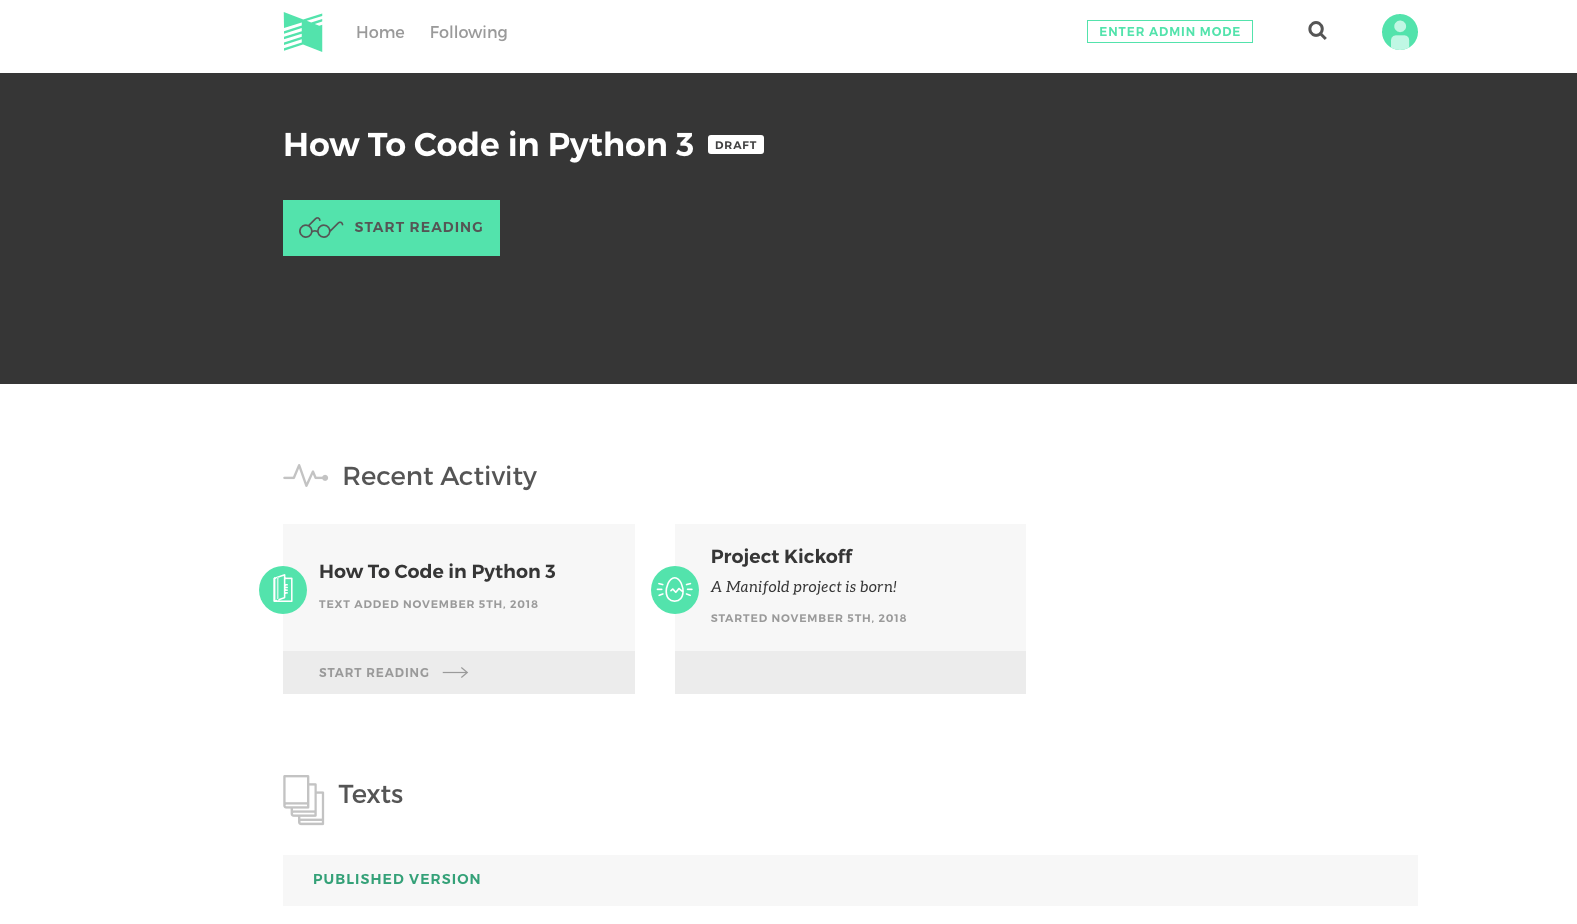 Home Following ENTER ADMIN MODE
How To Code in Python 3 DRAFT
START READING
Recent Activity
How To Code in Python 3
TEXT ADDED NOVEMBER 5TH, 2018
START READING
Project Kickoff
A Manifold project is born!
STARTED NOVEMBER 5TH, 2018
Texts
PUBLISHED VERSION